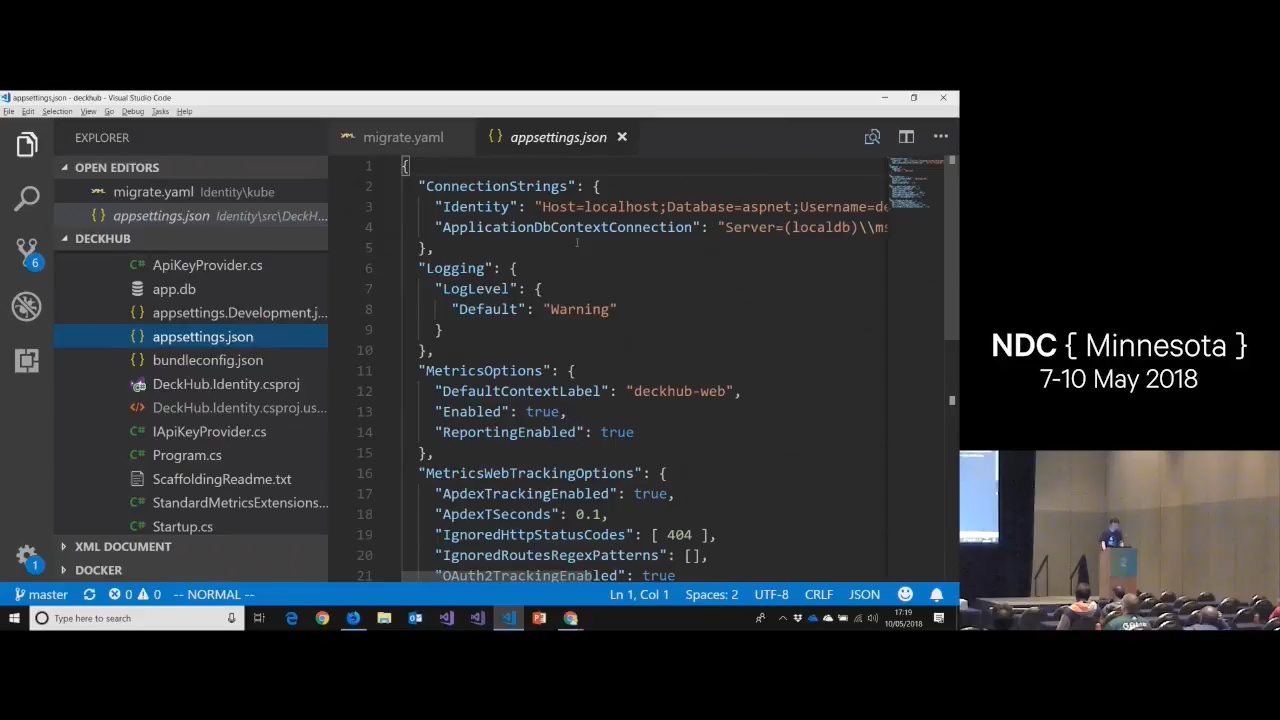 appsettings.json - deckhub - Visual Studio Code
File Edit Selection View Go Debug Tasks Help
EXPLORER
OPEN EDITORS
migrate.yaml Identity\kube
appsettings.json Identity\src\DeckH...
DECKHUB
ApiKeyProvider.cs
app.db
appsettings.Development.j...
appsettings.json
bundleconfig.json
DeckHub.Identity.csproj
DeckHub.Identity.csproj.us...
IApiKeyProvider.cs
Program.cs
ScaffoldingReadme.txt
StandardMetricsExtensions...
Startup.cs
XML DOCUMENT
DOCKER
6
1
migrate.yaml
{} appsettings.json
1 {
2 "ConnectionStrings": {
3 "Identity": "Host=localhost;Database=aspnet;Username=de
4 "ApplicationDbContextConnection": "Server=(localdb)\\ms
5 },
6 "Logging": {
7 "LogLevel": {
8 "Default": "Warning"
9 }
10 },
11 "MetricsOptions": {
12 "DefaultContextLabel": "deckhub-web",
13 "Enabled": true,
14 "ReportingEnabled": true
15 },
16 "MetricsWebTrackingOptions": {
17 "ApdexTrackingEnabled": true,
18 "ApdexTSeconds": 0.1,
19 "IgnoredHttpStatusCodes": [ 404 ],
20 "IgnoredRoutesRegexPatterns": [],
21 "OAuth2TrackingEnabled": true
master 0 0 -- NORMAL -- Ln 1, Col 1 Spaces: 2 UTF-8 CRLF JSON
Type here to search
17:19
10/05/2018
NDC { Minnesota }
7-10 May 2018